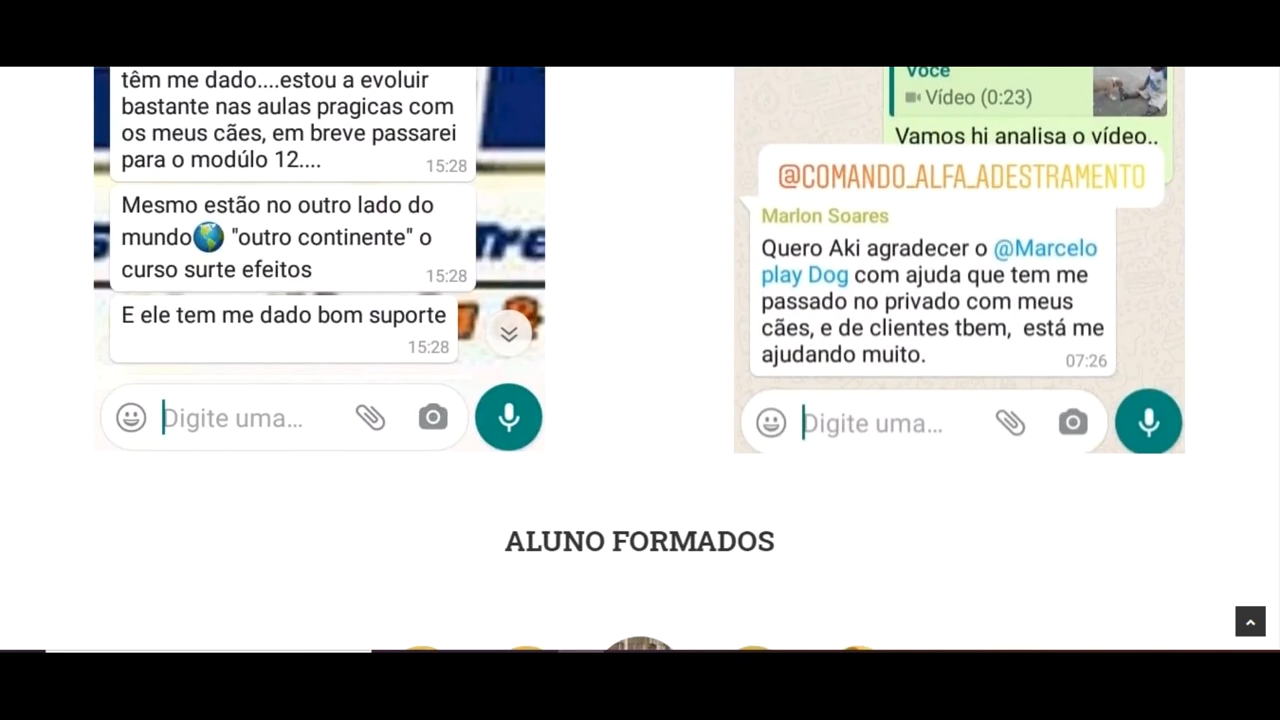 têm me dado....estou a evoluir
bastante nas aulas pragicas com
os meus cães, em breve passarei
para o modúlo 12....
15:28
Mesmo estão no outro lado do
mundo🌎 "outro continente" o
curso surte efeitos
15:28
E ele tem me dado bom suporte
15:28
Digite uma...
Você
Vídeo (0:23)
Vamos hi analisa o vídeo..
@COMANDO_ALFA_ADESTRAMENTO
Marlon Soares
Quero Aki agradecer o @Marcelo
play Dog com ajuda que tem me
passado no privado com meus
cães, e de clientes tbem, está me
ajudando muito.
07:26
Digite uma...
ALUNO FORMADOS